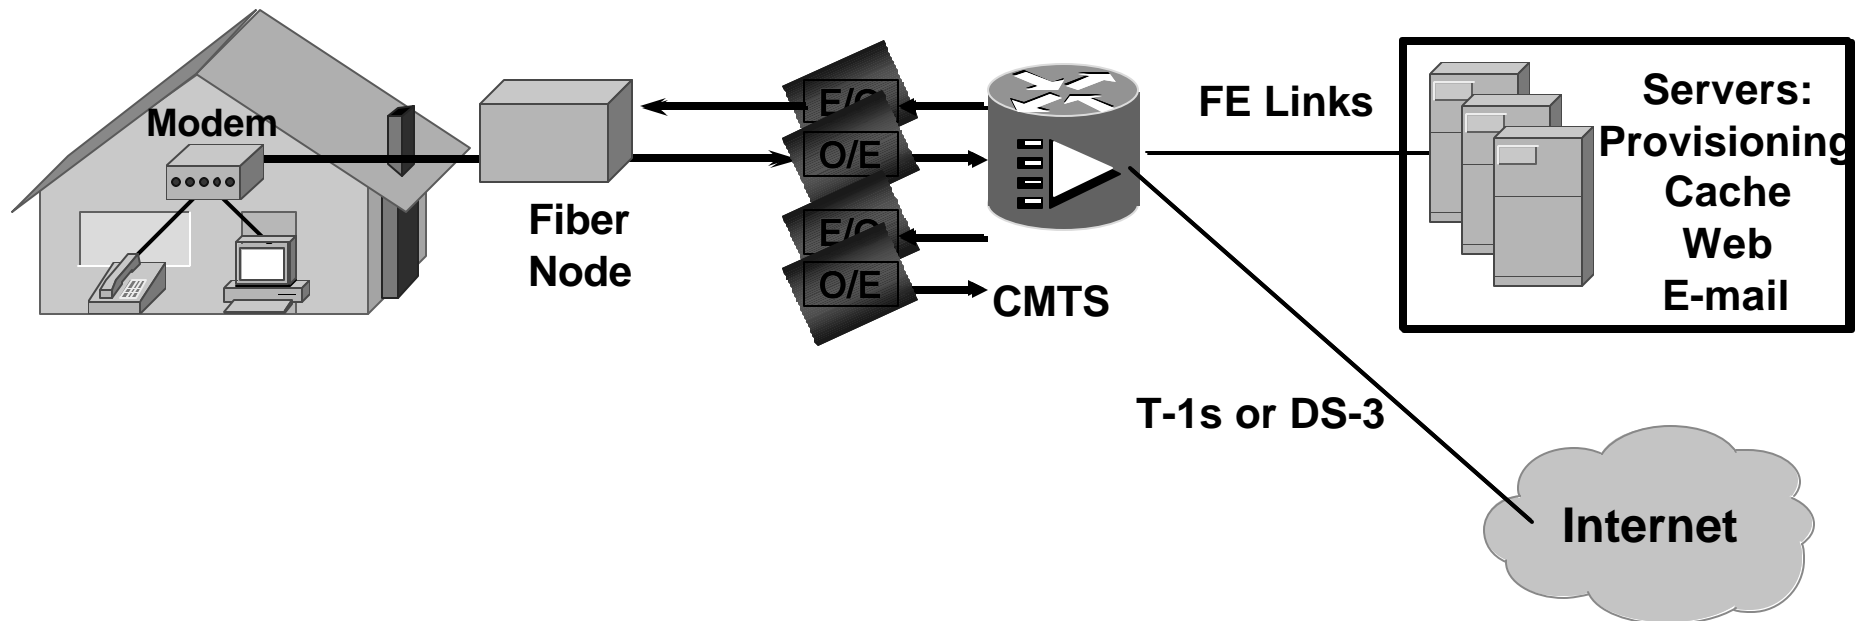 Modem
Fiber
Node
E/O
O/E
E/O
O/E
CMTS
FE Links
Servers:
Provisioning
Cache
Web
E-mail
T-1s or DS-3
Internet